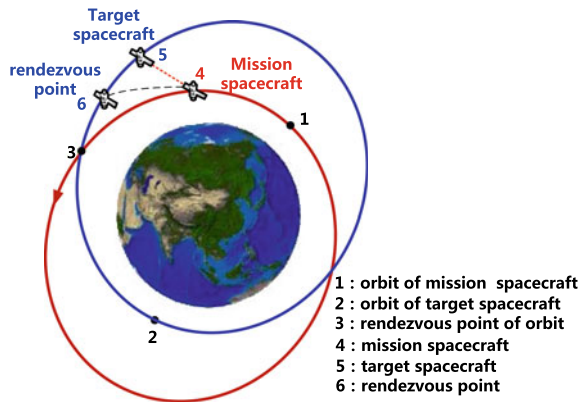 Target
spacecraft
5
rendezvous
point
6
4
Mission
spacecraft
1
3
2
1 : orbit of mission spacecraft
2 : orbit of target spacecraft
3 : rendezvous point of orbit
4 : mission spacecraft
5 : target spacecraft
6 : rendezvous point